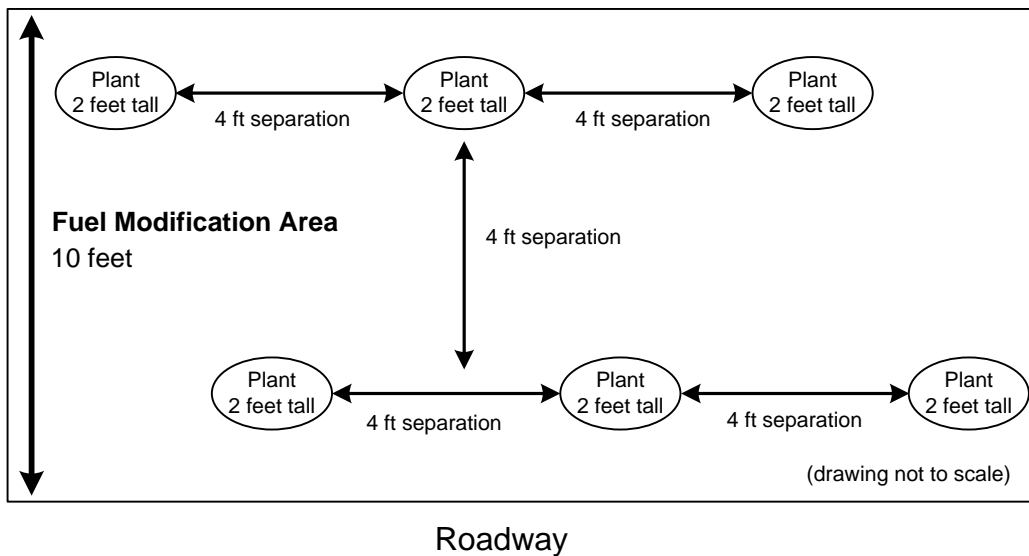 Plant
2 feet tall
Plant
2 feet tall
Plant
2 feet tall
4 ft separation
4 ft separation
Fuel Modification Area
10 feet
4 ft separation
Plant
2 feet tall
Plant
2 feet tall
Plant
2 feet tall
4 ft separation
4 ft separation
(drawing not to scale)
Roadway